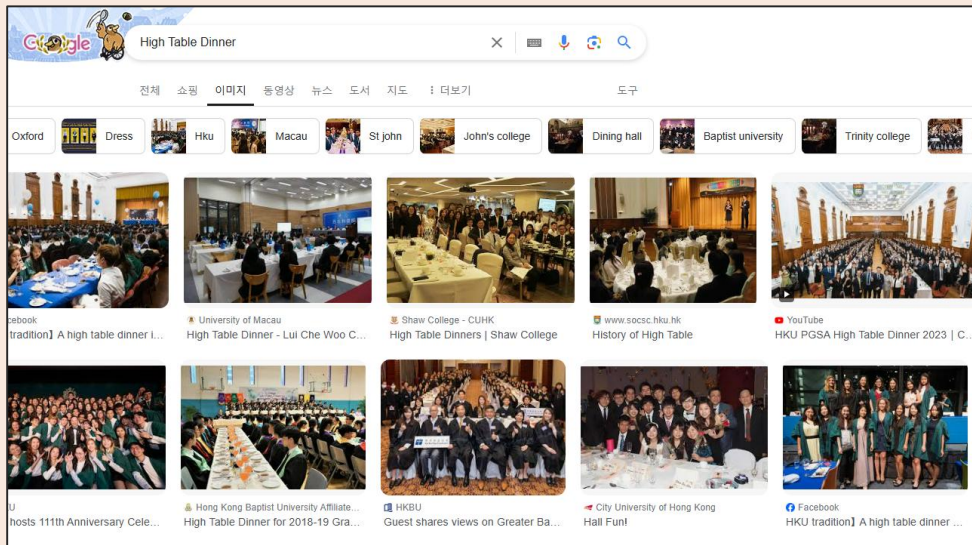 Google
High Table Dinner
전체 쇼핑 이미지 동영상 뉴스 도서 지도 더보기 도구
Oxford Dress Hku Macau St john John's college Dining hall Baptist university Trinity college
cebook University of Macau Shaw College - CUHK www.socsc.hku.hk YouTube
tradition】 A high table dinner i... High Table Dinner - Lui Che Woo C... High Table Dinners | Shaw College History of High Table HKU PGSA High Table Dinner 2023 | C...
U Hong Kong Baptist University Affiliate... HKBU City University of Hong Kong Facebook
hosts 111th Anniversary Cele... High Table Dinner for 2018-19 Gra... Guest shares views on Greater Ba... Hall Fun! HKU tradition】 A high table dinner ...